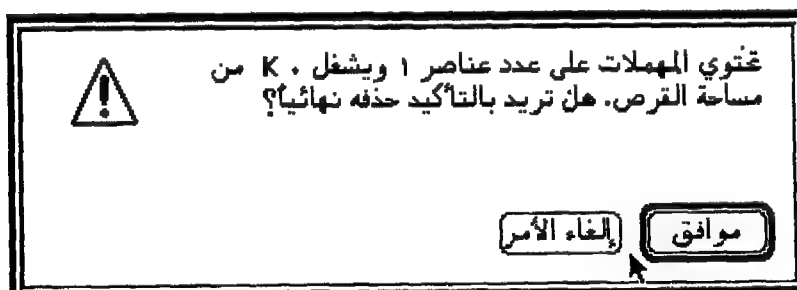 تحتوي المهملات على عدد عناصر ١ ويشغل ٠ K من
مساحة القرص. هل تريد بالتأكيد حذفه نهائياً؟
موافق
إلغاء الأمر